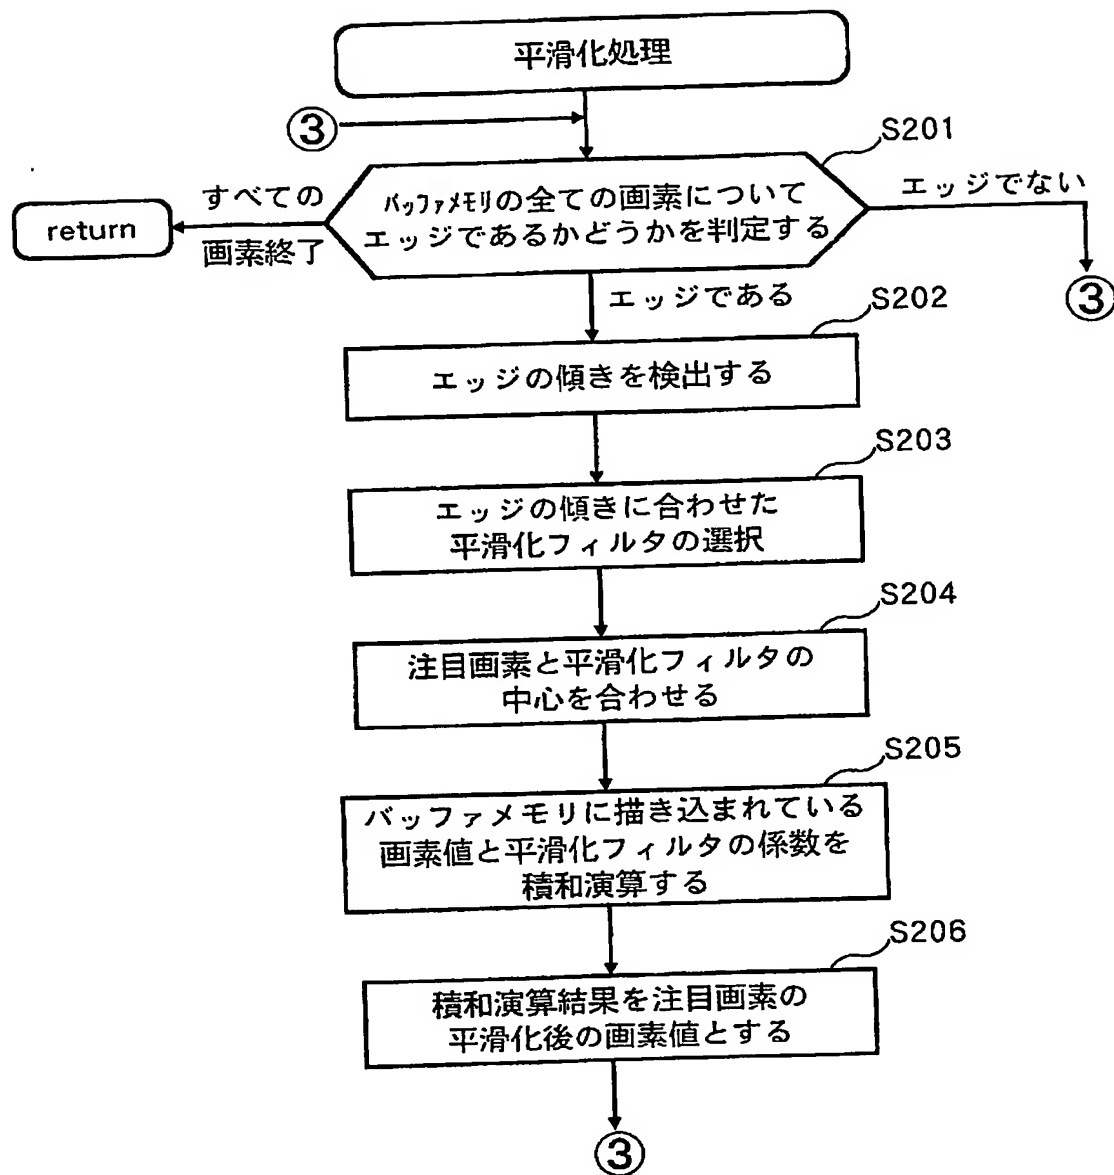 平滑化処理
③
S201
すべての
画素終了
return
バッファメモリの全ての画素について
エッジであるかどうかを判定する
エッジでない
③
エッジである
S202
エッジの傾きを検出する
S203
エッジの傾きに合わせた
平滑化フィルタの選択
S204
注目画素と平滑化フィルタの
中心を合わせる
S205
バッファメモリに描き込まれている
画素値と平滑化フィルタの係数を
積和演算する
S206
積和演算結果を注目画素の
平滑化後の画素値とする
③